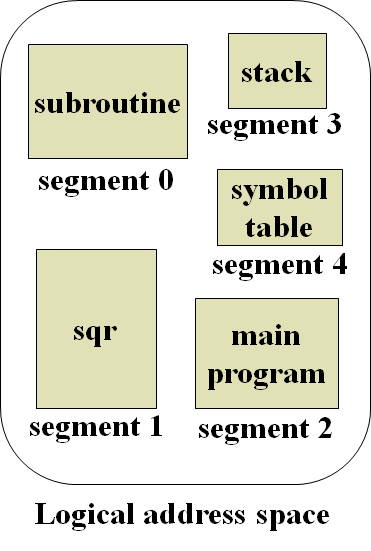 subroutine
segment 0
stack
segment 3
symbol
table
segment 4
sqr
segment 1
main
program
segment 2
Logical address space